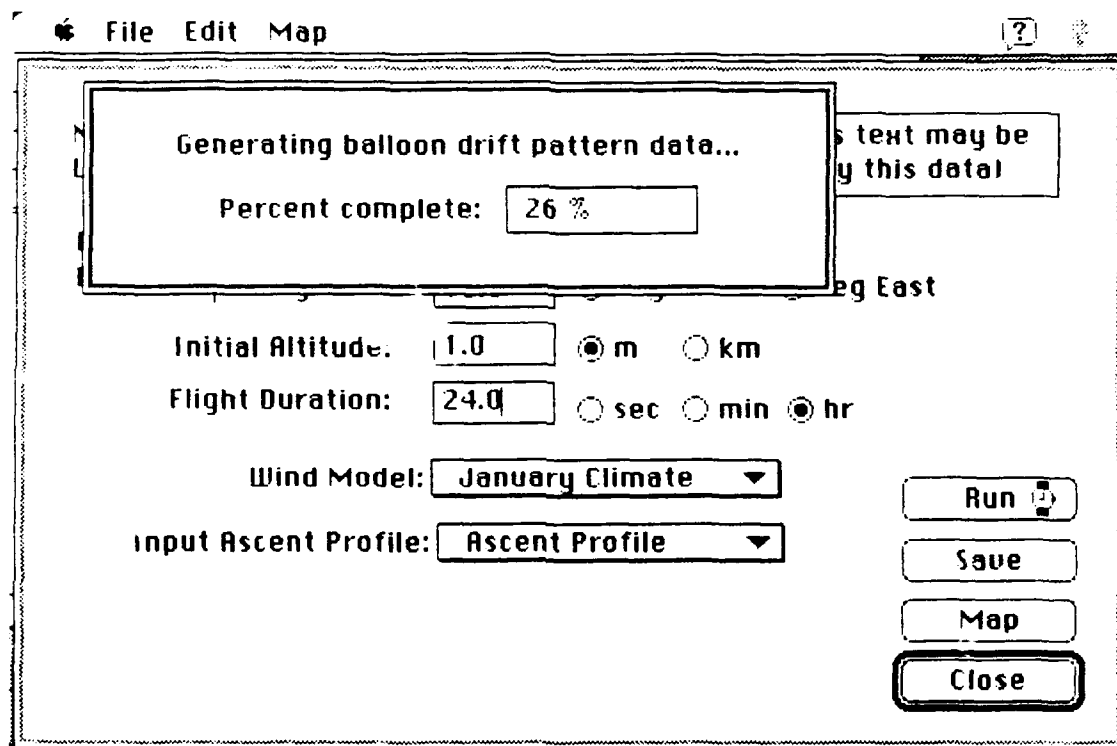 File Edit Map
?
Generating balloon drift pattern data...
text may be
this data)
Percent complete: 26 %
East
Initial Altitude: 1.0 m km
Flight Duration: 24.0 sec min hr
Wind Model: January Climate
Input Ascent Profile: Ascent Profile
Run
Save
Map
Close